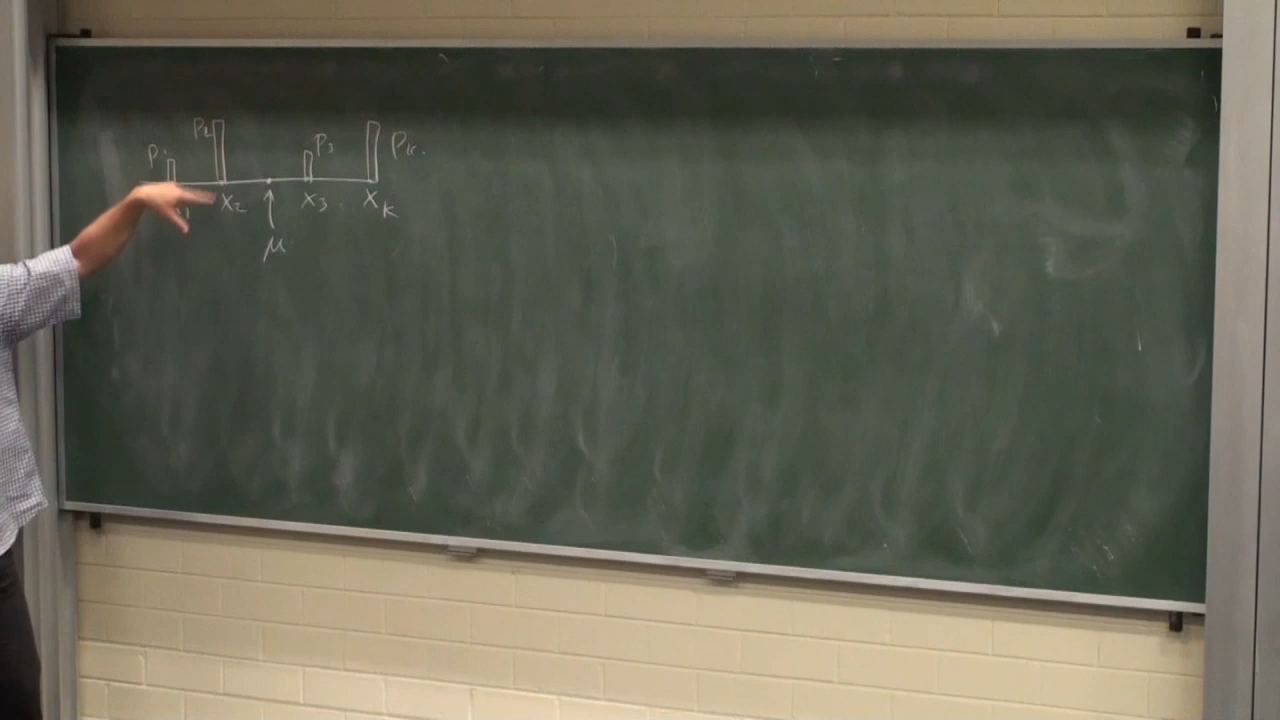 P₁ P₂ P₃ Pₖ.
X₂ X₃ . Xₖ
μ